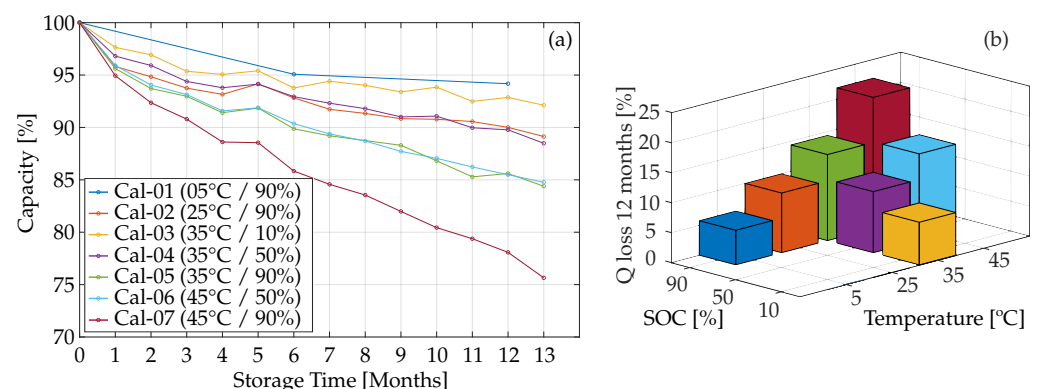 (a)
100
95
90
85
80
75
70
Capacity [%]
Cal-01 (05°C / 90%)
Cal-02 (25°C / 90%)
Cal-03 (35°C / 10%)
Cal-04 (35°C / 50%)
Cal-05 (35°C / 90%)
Cal-06 (45°C / 50%)
Cal-07 (45°C / 90%)
0 1 2 3 4 5 6 7 8 9 10 11 12 13
Storage Time [Months]
(b)
25
20
15
10
5
0
Q loss 12 months [%]
90
50
10
SOC [%]
5
25
35
45
Temperature [ºC]